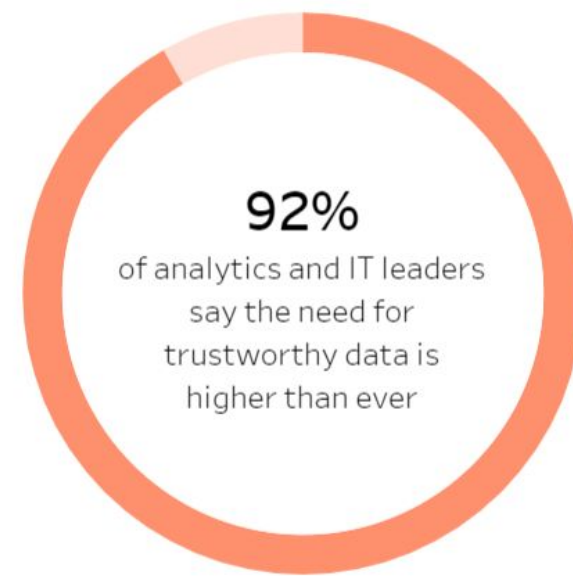 92%
of analytics and IT leaders
say the need for
trustworthy data is
higher than ever